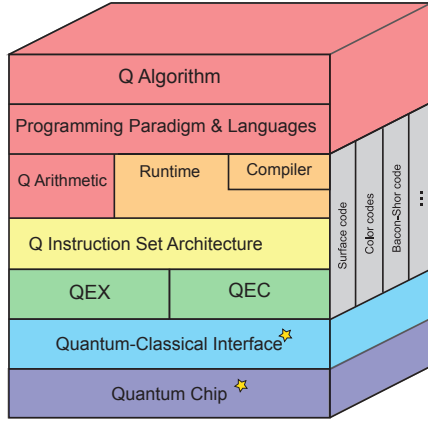 Q Algorithm
Programming Paradigm & Languages
Q Arithmetic
Runtime
Compiler
Q Instruction Set Architecture
QEX
QEC
Quantum-Classical Interface
Quantum Chip
Surface code
Color codes
Bacon-Shor code
...